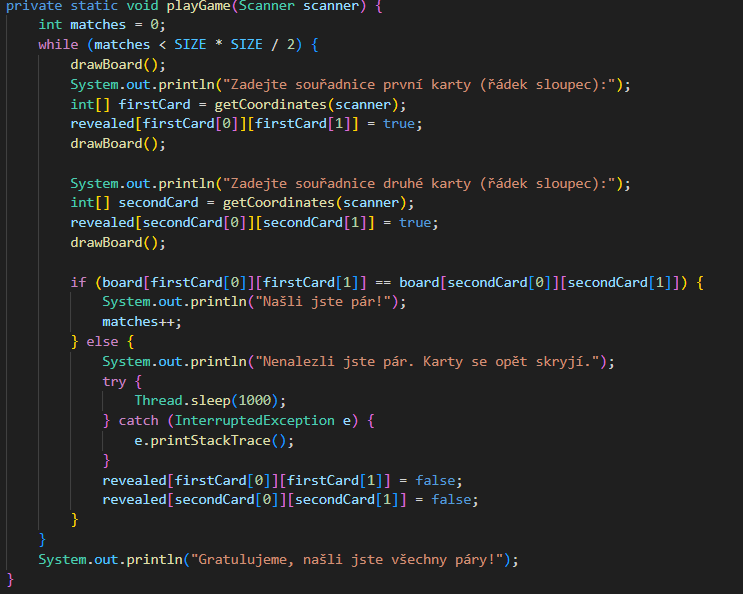 private static void playGame(Scanner scanner) {
    int matches = 0;
    while (matches < SIZE * SIZE / 2) {
        drawBoard();
        System.out.println("Zadejte souřadnice první karty (řádek sloupec):");
        int[] firstCard = getCoordinates(scanner);
        revealed[firstCard[0]][firstCard[1]] = true;
        drawBoard();

        System.out.println("Zadejte souřadnice druhé karty (řádek sloupec):");
        int[] secondCard = getCoordinates(scanner);
        revealed[secondCard[0]][secondCard[1]] = true;
        drawBoard();

        if (board[firstCard[0]][firstCard[1]] == board[secondCard[0]][secondCard[1]]) {
            System.out.println("Našli jste pár!");
            matches++;
        } else {
            System.out.println("Nenalezli jste pár. Karty se opět skryjí.");
            try {
                Thread.sleep(1000);
            } catch (InterruptedException e) {
                e.printStackTrace();
            }
            revealed[firstCard[0]][firstCard[1]] = false;
            revealed[secondCard[0]][secondCard[1]] = false;
        }
    }
    System.out.println("Gratulujeme, našli jste všechny páry!");
}